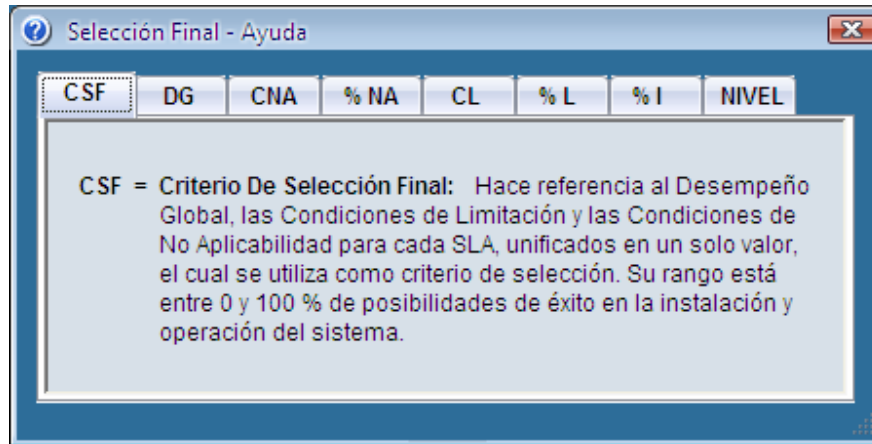 Selección Final - Ayuda
CSF DG CNA % NA CL % L % I NIVEL
CSF = Criterio De Selección Final: Hace referencia al Desempeño
Global, las Condiciones de Limitación y las Condiciones de
No Aplicabilidad para cada SLA, unificados en un solo valor,
el cual se utiliza como criterio de selección. Su rango está
entre 0 y 100 % de posibilidades de éxito en la instalación y
operación del sistema.